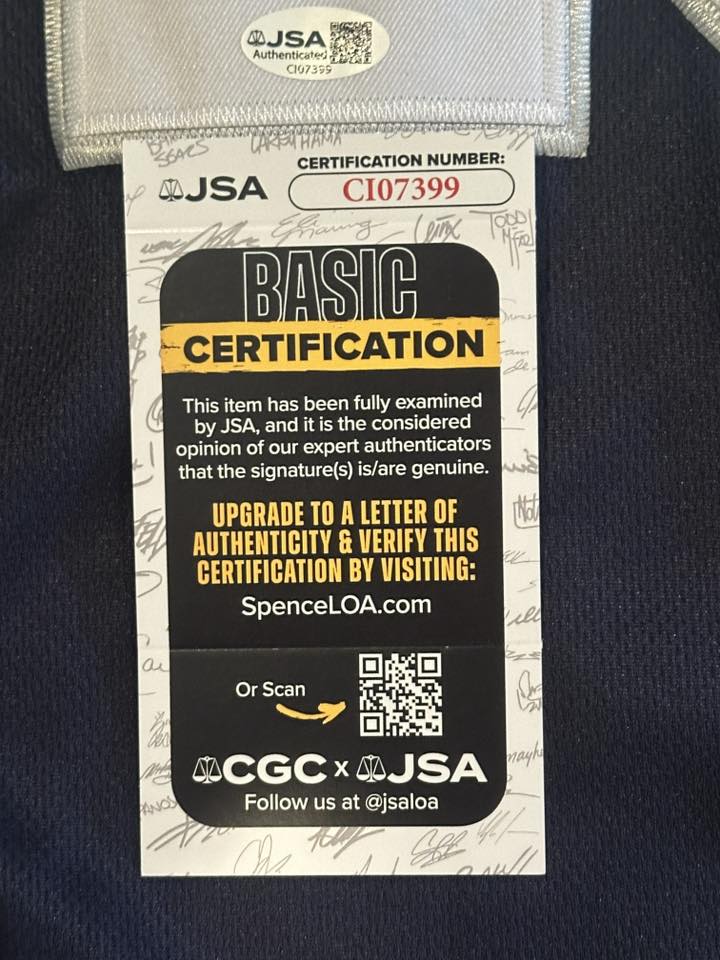 JSA
Authenticated
CI07399
JSA
CERTIFICATION NUMBER:
CI07399
BASIC
CERTIFICATION
This item has been fully examined
by JSA, and it is the considered
opinion of our expert authenticators
that the signature(s) is/are genuine.
UPGRADE TO A LETTER OF
AUTHENTICITY & VERIFY THIS
CERTIFICATION BY VISITING:
SpenceLOA.com
Or Scan
CGC x JSA
Follow us at @jsaloa